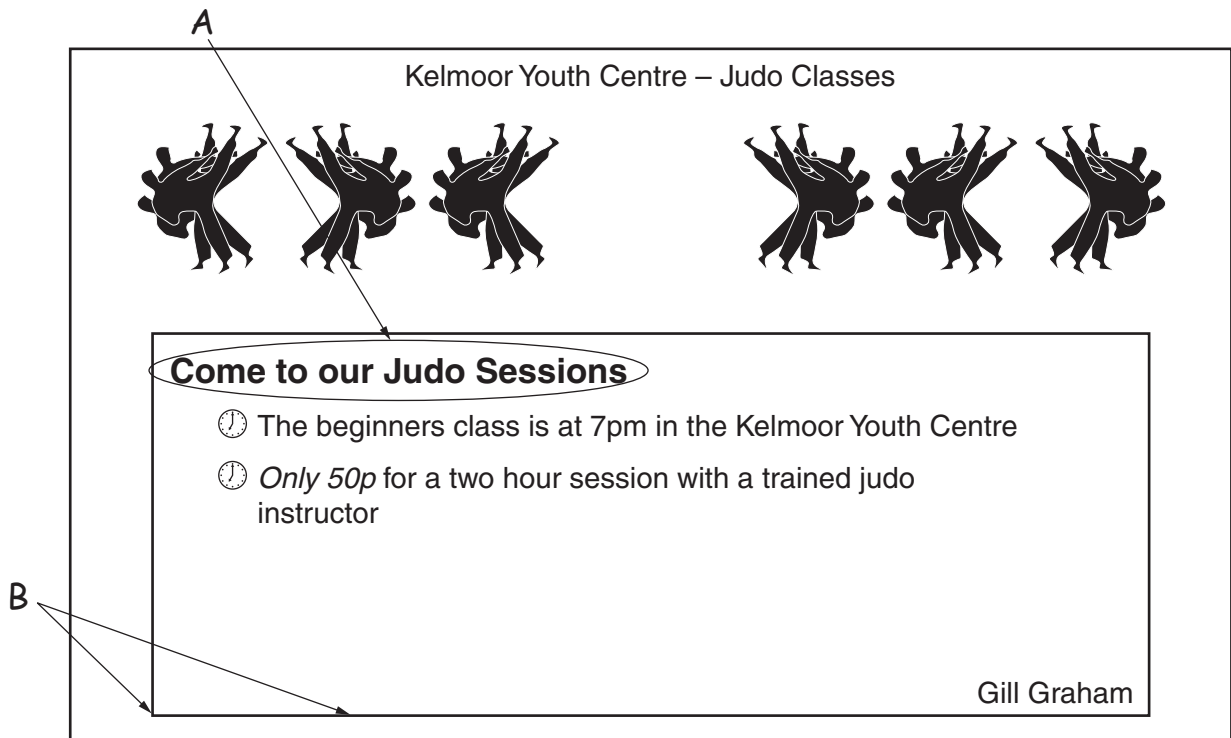 A
Kelmoor Youth Centre – Judo Classes
Come to our Judo Sessions
The beginners class is at 7pm in the Kelmoor Youth Centre
Only 50p for a two hour session with a trained judo
instructor
B
Gill Graham